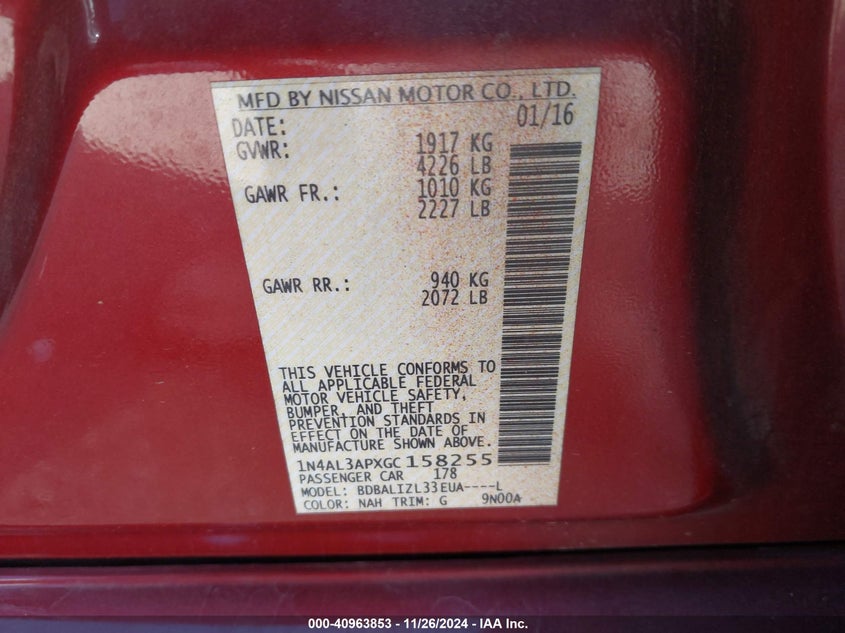 MFD BY NISSAN MOTOR CO., LTD.
DATE: 01/16
GVWR: 1917 KG
4226 LB
GAWR FR.: 1010 KG
2227 LB
GAWR RR.: 940 KG
2072 LB
THIS VEHICLE CONFORMS TO
ALL APPLICABLE FEDERAL
MOTOR VEHICLE SAFETY,
BUMPER, AND THEFT
PREVENTION STANDARDS IN
EFFECT ON THE DATE OF
MANUFACTURE SHOWN ABOVE.
1N4AL3APXGC158255
PASSENGER CAR 178
MODEL: BDBALIZL33EUA----L
COLOR: NAH TRIM: G 9N00A
000-40963853 • 11/26/2024 • IAA Inc.